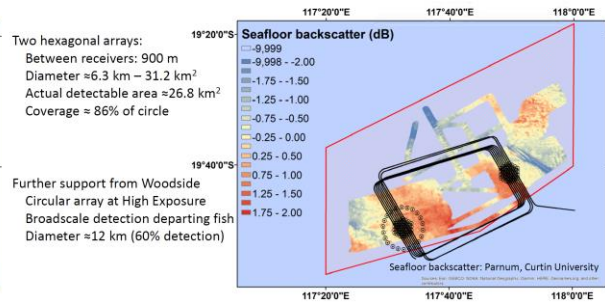 Two hexagonal arrays:
Between receivers: 900 m
Diameter ≈6.3 km – 31.2 km²
Actual detectable area ≈26.8 km²
Coverage ≈ 86% of circle
Further support from Woodside
Circular array at High Exposure
Broadscale detection departing fish
Diameter ≈12 km (60% detection)
117°20'0"E
117°40'0"E
118°0'0"E
19°20'0"S
19°40'0"S
Seafloor backscatter (dB)
-9,999
-9,998 - -2.00
-1.75 - -1.50
-1.25 - -1.00
-0.75 - -0.50
-0.25 - 0.00
0.25 - 0.50
0.75 - 1.00
1.25 - 1.50
1.75 - 2.00
Seafloor backscatter: Parnum, Curtin University
117°20'0"E
117°40'0"E
118°0'0"E